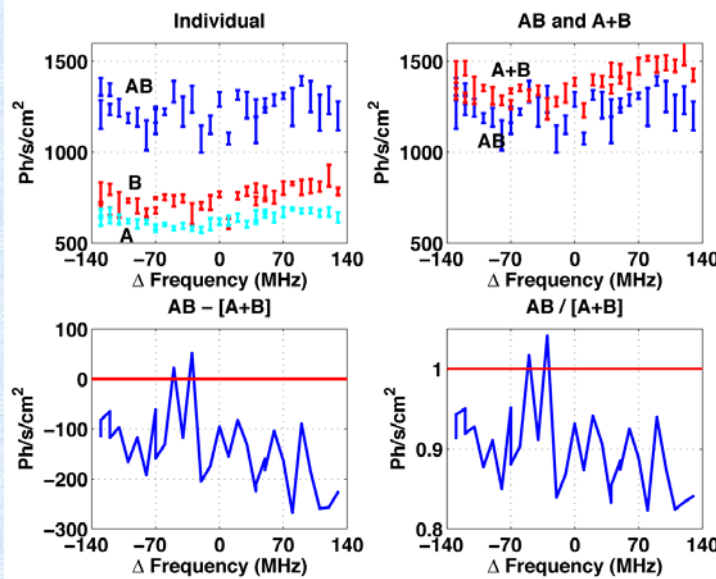 Individual
AB and A+B
Ph/s/cm²
1500
1000
500
AB
B
A
−140
−70
0
70
140
Δ Frequency (MHz)
Ph/s/cm²
1500
1000
500
A+B
AB
−140
−70
0
70
140
Δ Frequency (MHz)
AB − [A+B]
AB / [A+B]
Ph/s/cm²
100
0
−100
−200
−300
−140
−70
0
70
140
Δ Frequency (MHz)
Ph/s/cm²
1
0.9
0.8
−140
−70
0
70
140
Δ Frequency (MHz)